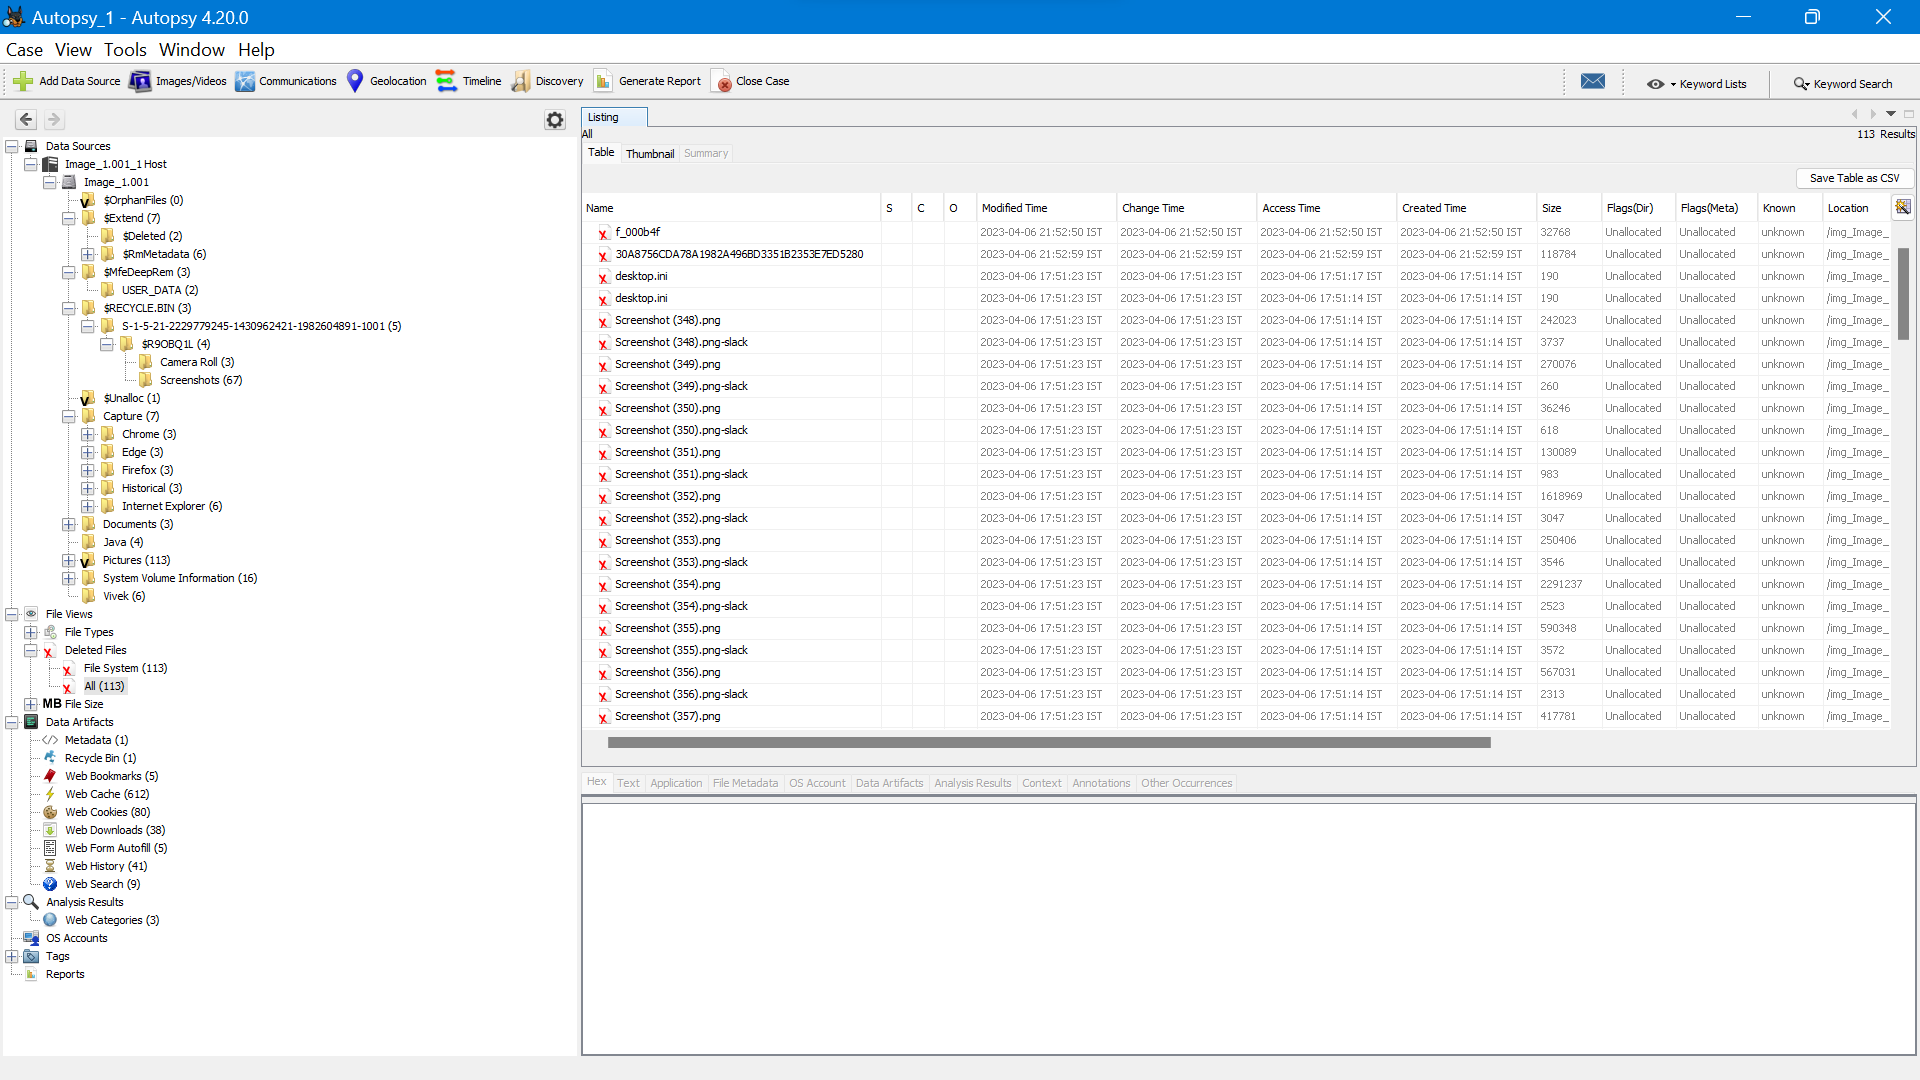 Autopsy_1 - Autopsy 4.20.0
Case View Tools Window Help
Add Data Source Images/Videos Communications Geolocation Timeline Discovery Generate Report Close Case Keyword Lists Keyword Search
Data Sources
Image_1.001_1 Host
Image_1.001
$OrphanFiles (0)
$Extend (7)
$Deleted (2)
$RmMetadata (6)
$MfeDeepRem (3)
USER_DATA (2)
$RECYCLE.BIN (3)
S-1-5-21-2229779245-1430962421-1982604891-1001 (5)
$R9OBQ1L (4)
Camera Roll (3)
Screenshots (67)
$Unalloc (1)
Capture (7)
Chrome (3)
Edge (3)
Firefox (3)
Historical (3)
Internet Explorer (6)
Documents (3)
Java (4)
Pictures (113)
System Volume Information (16)
Vivek (6)
File Views
File Types
Deleted Files
File System (113)
All (113)
MB File Size
Data Artifacts
Metadata (1)
Recycle Bin (1)
Web Bookmarks (5)
Web Cache (612)
Web Cookies (80)
Web Downloads (38)
Web Form Autofill (5)
Web History (41)
Web Search (9)
Analysis Results
Web Categories (3)
OS Accounts
Tags
Reports
Listing
All 113 Results
Table Thumbnail Summary
Save Table as CSV
Name S C O Modified Time Change Time Access Time Created Time Size Flags(Dir) Flags(Meta) Known Location
f_000b4f 2023-04-06 21:52:50 IST 2023-04-06 21:52:50 IST 2023-04-06 21:52:50 IST 2023-04-06 21:52:50 IST 32768 Unallocated Unallocated unknown /img_Image_
30A8756CDA78A1982A496BD3351B2353E7ED5280 2023-04-06 21:52:59 IST 2023-04-06 21:52:59 IST 2023-04-06 21:52:59 IST 2023-04-06 21:52:59 IST 118784 Unallocated Unallocated unknown /img_Image_
desktop.ini 2023-04-06 17:51:23 IST 2023-04-06 17:51:23 IST 2023-04-06 17:51:17 IST 2023-04-06 17:51:14 IST 190 Unallocated Unallocated unknown /img_Image_
desktop.ini 2023-04-06 17:51:23 IST 2023-04-06 17:51:23 IST 2023-04-06 17:51:14 IST 2023-04-06 17:51:14 IST 190 Unallocated Unallocated unknown /img_Image_
Screenshot (348).png 2023-04-06 17:51:23 IST 2023-04-06 17:51:23 IST 2023-04-06 17:51:14 IST 2023-04-06 17:51:14 IST 242023 Unallocated Unallocated unknown /img_Image_
Screenshot (348).png-slack 2023-04-06 17:51:23 IST 2023-04-06 17:51:23 IST 2023-04-06 17:51:14 IST 2023-04-06 17:51:14 IST 3737 Unallocated Unallocated unknown /img_Image_
Screenshot (349).png 2023-04-06 17:51:23 IST 2023-04-06 17:51:23 IST 2023-04-06 17:51:14 IST 2023-04-06 17:51:14 IST 270076 Unallocated Unallocated unknown /img_Image_
Screenshot (349).png-slack 2023-04-06 17:51:23 IST 2023-04-06 17:51:23 IST 2023-04-06 17:51:14 IST 2023-04-06 17:51:14 IST 260 Unallocated Unallocated unknown /img_Image_
Screenshot (350).png 2023-04-06 17:51:23 IST 2023-04-06 17:51:23 IST 2023-04-06 17:51:14 IST 2023-04-06 17:51:14 IST 36246 Unallocated Unallocated unknown /img_Image_
Screenshot (350).png-slack 2023-04-06 17:51:23 IST 2023-04-06 17:51:23 IST 2023-04-06 17:51:14 IST 2023-04-06 17:51:14 IST 618 Unallocated Unallocated unknown /img_Image_
Screenshot (351).png 2023-04-06 17:51:23 IST 2023-04-06 17:51:23 IST 2023-04-06 17:51:14 IST 2023-04-06 17:51:14 IST 130089 Unallocated Unallocated unknown /img_Image_
Screenshot (351).png-slack 2023-04-06 17:51:23 IST 2023-04-06 17:51:23 IST 2023-04-06 17:51:14 IST 2023-04-06 17:51:14 IST 983 Unallocated Unallocated unknown /img_Image_
Screenshot (352).png 2023-04-06 17:51:23 IST 2023-04-06 17:51:23 IST 2023-04-06 17:51:14 IST 2023-04-06 17:51:14 IST 1618969 Unallocated Unallocated unknown /img_Image_
Screenshot (352).png-slack 2023-04-06 17:51:23 IST 2023-04-06 17:51:23 IST 2023-04-06 17:51:14 IST 2023-04-06 17:51:14 IST 3047 Unallocated Unallocated unknown /img_Image_
Screenshot (353).png 2023-04-06 17:51:23 IST 2023-04-06 17:51:23 IST 2023-04-06 17:51:14 IST 2023-04-06 17:51:14 IST 250406 Unallocated Unallocated unknown /img_Image_
Screenshot (353).png-slack 2023-04-06 17:51:23 IST 2023-04-06 17:51:23 IST 2023-04-06 17:51:14 IST 2023-04-06 17:51:14 IST 3546 Unallocated Unallocated unknown /img_Image_
Screenshot (354).png 2023-04-06 17:51:23 IST 2023-04-06 17:51:23 IST 2023-04-06 17:51:14 IST 2023-04-06 17:51:14 IST 2291237 Unallocated Unallocated unknown /img_Image_
Screenshot (354).png-slack 2023-04-06 17:51:23 IST 2023-04-06 17:51:23 IST 2023-04-06 17:51:14 IST 2023-04-06 17:51:14 IST 2523 Unallocated Unallocated unknown /img_Image_
Screenshot (355).png 2023-04-06 17:51:23 IST 2023-04-06 17:51:23 IST 2023-04-06 17:51:14 IST 2023-04-06 17:51:14 IST 590348 Unallocated Unallocated unknown /img_Image_
Screenshot (355).png-slack 2023-04-06 17:51:23 IST 2023-04-06 17:51:23 IST 2023-04-06 17:51:14 IST 2023-04-06 17:51:14 IST 3572 Unallocated Unallocated unknown /img_Image_
Screenshot (356).png 2023-04-06 17:51:23 IST 2023-04-06 17:51:23 IST 2023-04-06 17:51:14 IST 2023-04-06 17:51:14 IST 567031 Unallocated Unallocated unknown /img_Image_
Screenshot (356).png-slack 2023-04-06 17:51:23 IST 2023-04-06 17:51:23 IST 2023-04-06 17:51:14 IST 2023-04-06 17:51:14 IST 2313 Unallocated Unallocated unknown /img_Image_
Screenshot (357).png 2023-04-06 17:51:23 IST 2023-04-06 17:51:23 IST 2023-04-06 17:51:14 IST 2023-04-06 17:51:14 IST 417781 Unallocated Unallocated unknown /img_Image_
Hex Text Application File Metadata OS Account Data Artifacts Analysis Results Context Annotations Other Occurrences